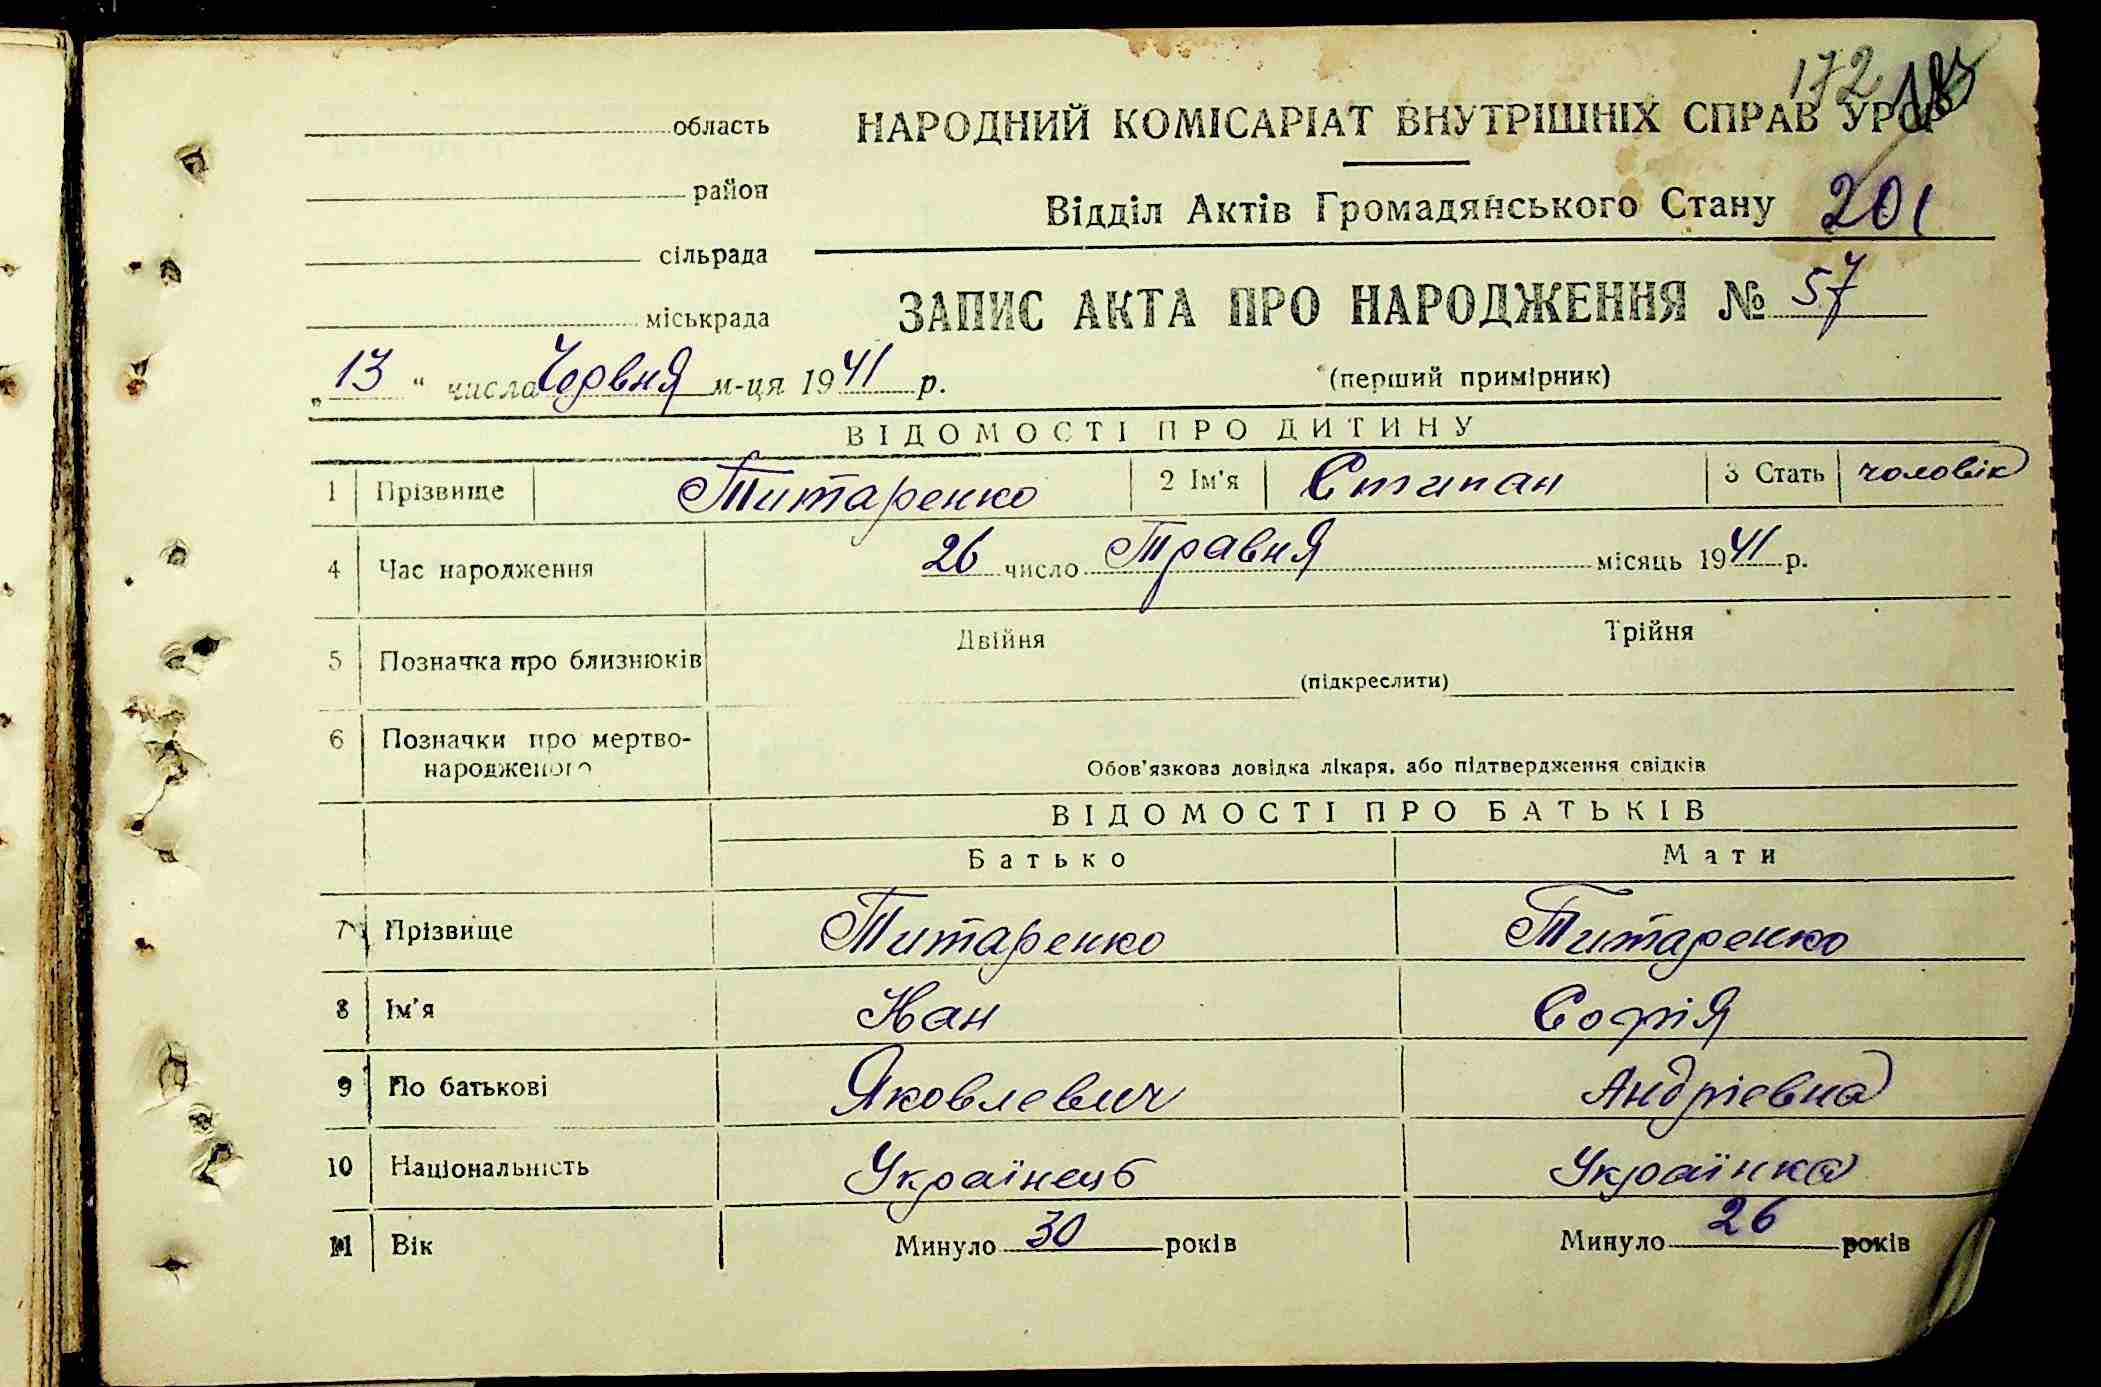 172 183
область НАРОДНИЙ КОМІСАРІАТ ВНУТРІШНІХ СПРАВ УРСР
район
Відділ Актів Громадянського Стану 201
сільрада
міськрада ЗАПИС АКТА ПРО НАРОДЖЕННЯ № 57
„13" числа Червня м-ця 1941 р. (перший примірник)
ВІДОМОСТІ ПРО ДИТИНУ
1 Прізвище Титаренко 2 Ім'я Степан 3 Стать чоловік
4 Час народження 26 число Травня місяць 1941 р.
5 Позначка про близнюків Двійня Трійня
(підкреслити)
6 Позначки про мертво-
народженого Обов'язкова довідка лікаря, або підтвердження свідків
ВІДОМОСТІ ПРО БАТЬКІВ
Батько Мати
7 Прізвище Титаренко Титаренко
8 Ім'я Іван Софія
9 По батькові Яковлевич Андрієвна
10 Національність Українець Українка
11 Вік Минуло 30 років Минуло 26 років